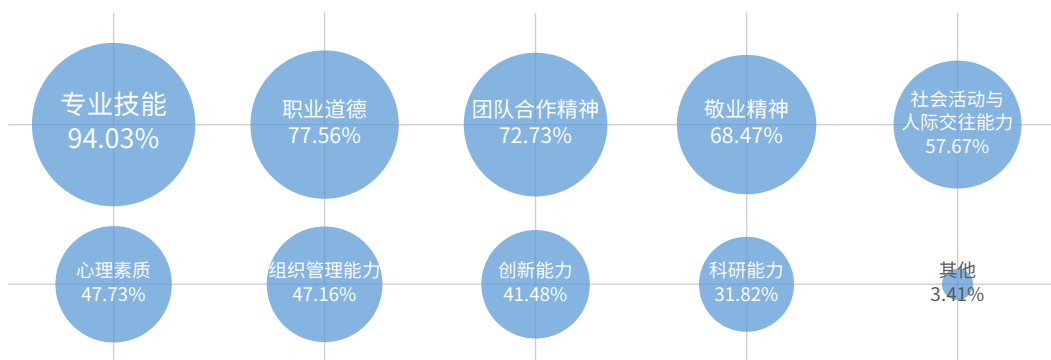 专业技能
94.03%
职业道德
77.56%
团队合作精神
72.73%
敬业精神
68.47%
社会活动与
人际交往能力
57.67%
心理素质
47.73%
组织管理能力
47.16%
创新能力
41.48%
科研能力
31.82%
其他
3.41%